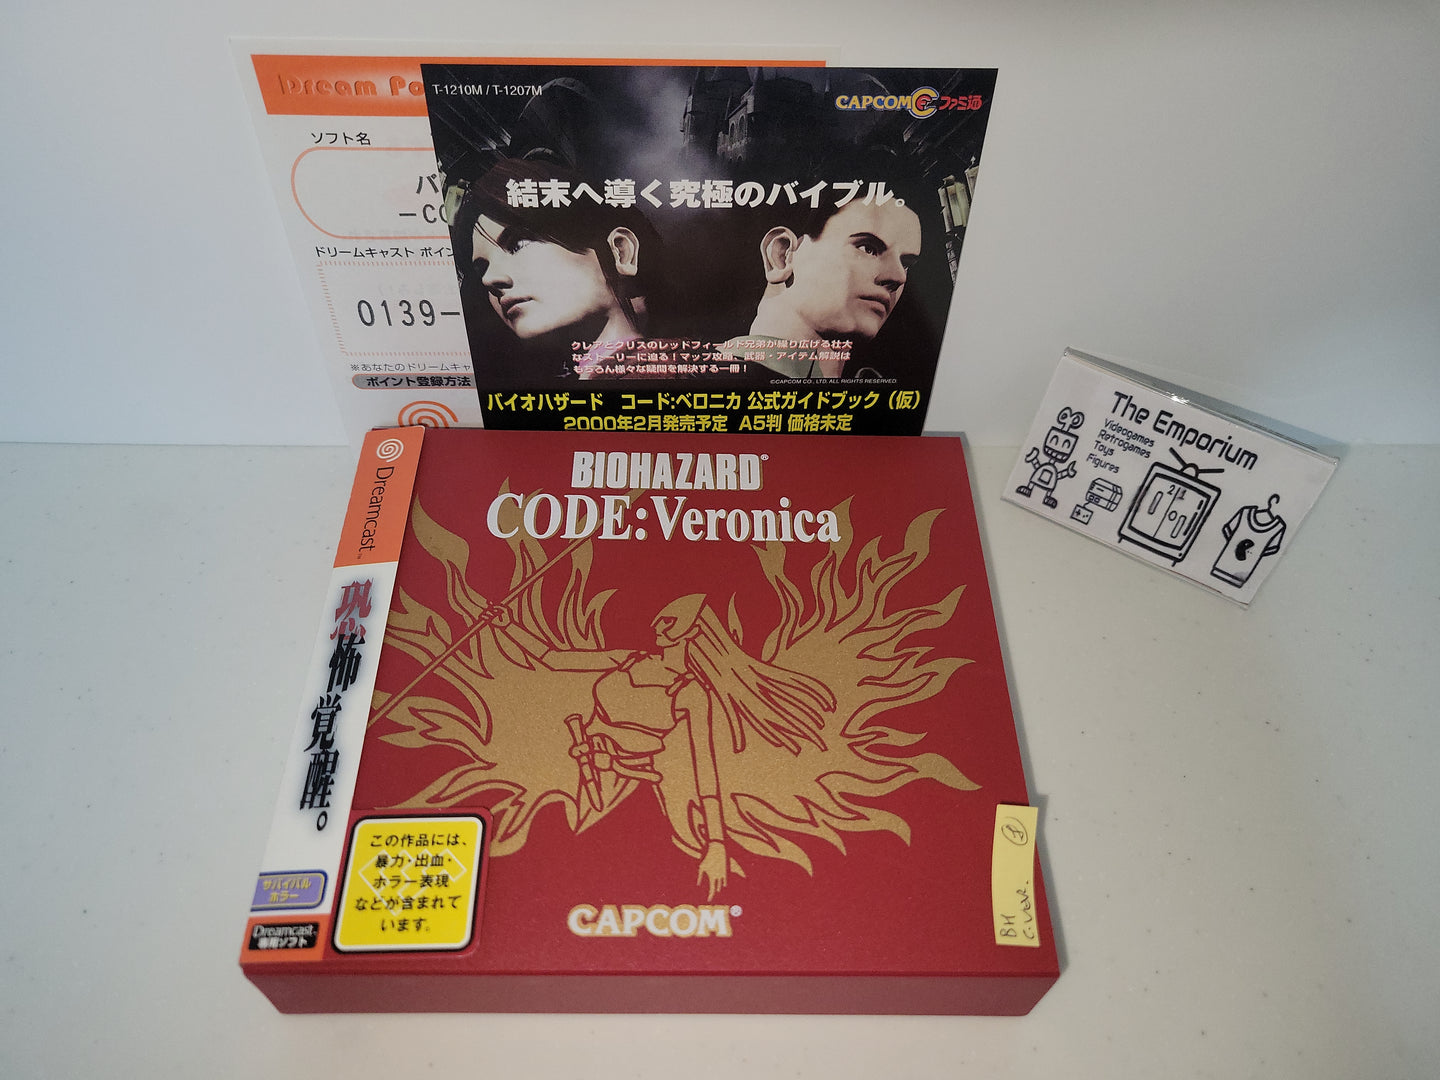 Dream Po
ソフト名
バ
-CO
ドリームキャスト ポイン
0139-
※あなたのドリームキャ
ポイント登録方法
T-1210M / T-1207M
CAPCOM ファミ通
結末へ導く究極のバイブル。
クレアとクリスのレッドフィールド兄弟が繰り広げる壮大
なストーリーに迫る!マップ攻略、武器・アイテム解説は
もちろん様々な疑問を解決する一冊!
©CAPCOM CO., LTD. ALL RIGHTS RESERVED.
バイオハザード コード:ベロニカ 公式ガイドブック(仮)
2000年2月発売予定 A5判 価格未定
The Emporium
Videogames
Retrogames
Toys
Figures
21
Dreamcast™
恐怖覚醒。
サバイバル
ホラー
Dreamcast
専用ソフト
BIOHAZARD®
CODE:Veronica
この作品には、
暴力・出血・
ホラー表現
などが含まれて
います。
CAPCOM®
1
BH
C.VER.